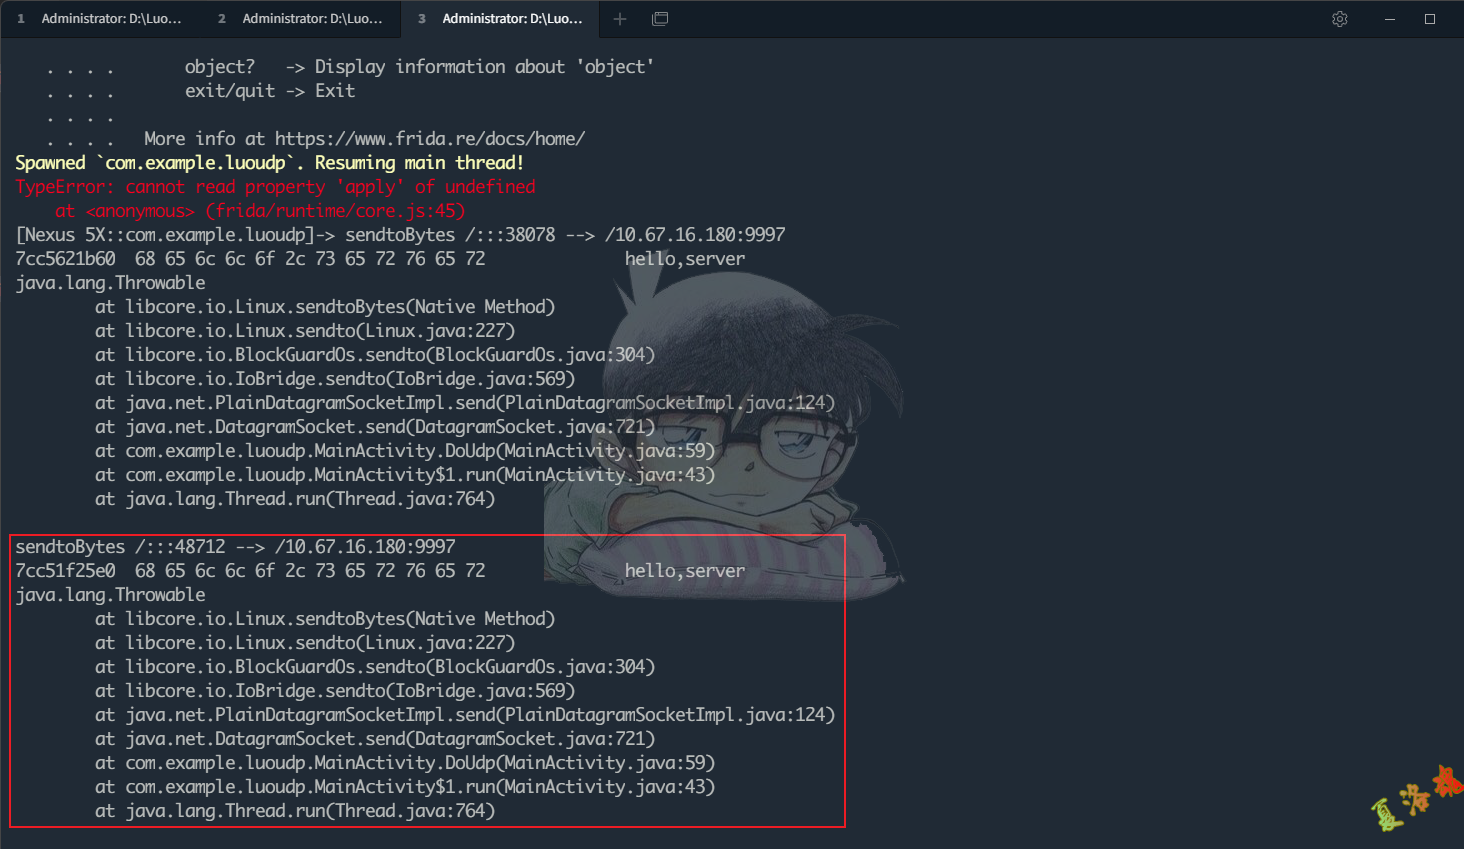 1 Administrator: D:\Luo... 2 Administrator: D:\Luo... 3 Administrator: D:\Luo...
. . . . object? -> Display information about 'object'
. . . . exit/quit -> Exit
. . . .
. . . . More info at https://www.frida.re/docs/home/
Spawned `com.example.luoudp`. Resuming main thread!
TypeError: cannot read property 'apply' of undefined
at <anonymous> (frida/runtime/core.js:45)
[Nexus 5X::com.example.luoudp]-> sendtoBytes /:::38078 --> /10.67.16.180:9997
7cc5621b60 68 65 6c 6c 6f 2c 73 65 72 76 65 72 hello,server
java.lang.Throwable
at libcore.io.Linux.sendtoBytes(Native Method)
at libcore.io.Linux.sendto(Linux.java:227)
at libcore.io.BlockGuardOs.sendto(BlockGuardOs.java:304)
at libcore.io.IoBridge.sendto(IoBridge.java:569)
at java.net.PlainDatagramSocketImpl.send(PlainDatagramSocketImpl.java:124)
at java.net.DatagramSocket.send(DatagramSocket.java:721)
at com.example.luoudp.MainActivity.DoUdp(MainActivity.java:59)
at com.example.luoudp.MainActivity$1.run(MainActivity.java:43)
at java.lang.Thread.run(Thread.java:764)
sendtoBytes /:::48712 --> /10.67.16.180:9997
7cc51f25e0 68 65 6c 6c 6f 2c 73 65 72 76 65 72 hello,server
java.lang.Throwable
at libcore.io.Linux.sendtoBytes(Native Method)
at libcore.io.Linux.sendto(Linux.java:227)
at libcore.io.BlockGuardOs.sendto(BlockGuardOs.java:304)
at libcore.io.IoBridge.sendto(IoBridge.java:569)
at java.net.PlainDatagramSocketImpl.send(PlainDatagramSocketImpl.java:124)
at java.net.DatagramSocket.send(DatagramSocket.java:721)
at com.example.luoudp.MainActivity.DoUdp(MainActivity.java:59)
at com.example.luoudp.MainActivity$1.run(MainActivity.java:43)
at java.lang.Thread.run(Thread.java:764)
夏洛